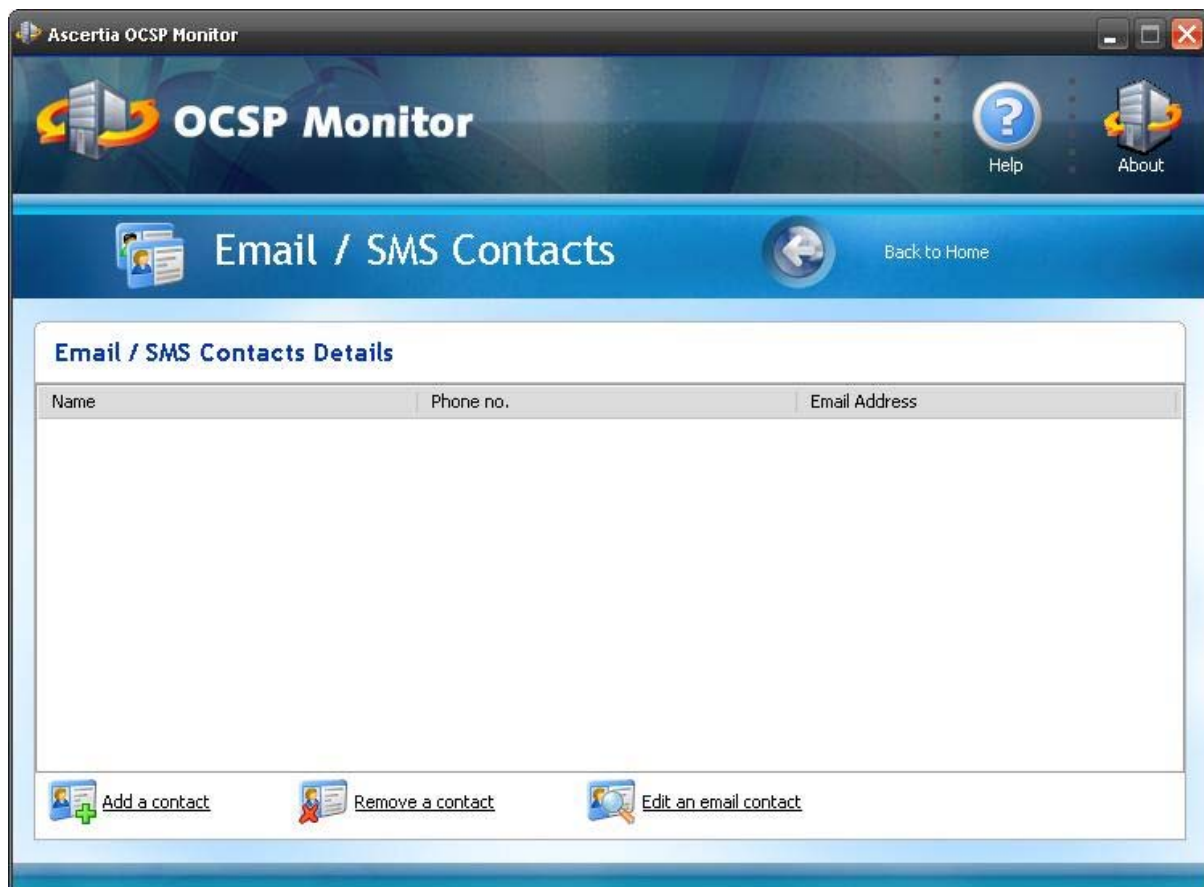 Ascertia OCSP Monitor
OCSP Monitor
Help
About
Email / SMS Contacts
Back to Home
Email / SMS Contacts Details
Name Phone no. Email Address
Add a contact Remove a contact Edit an email contact